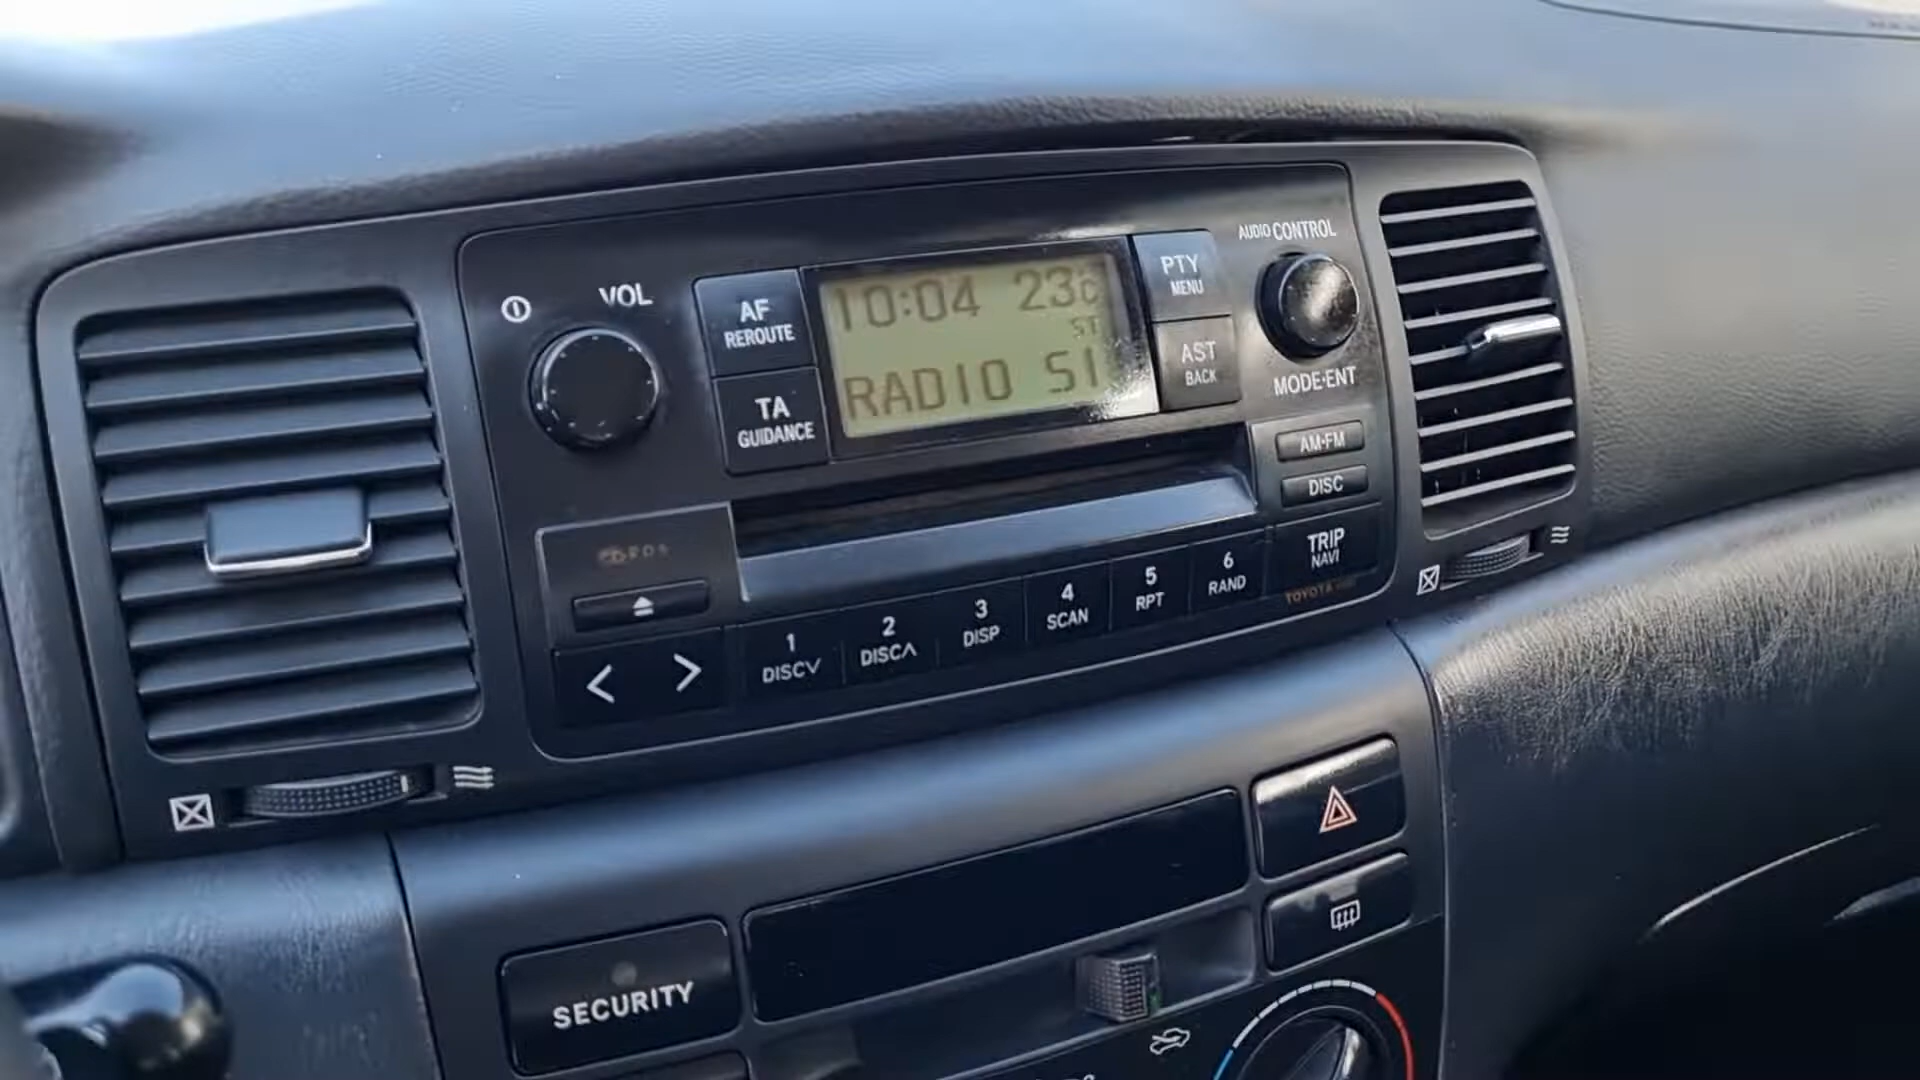 VOL
AF
REROUTE
TA
GUIDANCE
10:04 23c
ST
RADIO S1
PTY
MENU
AST
BACK
AUDIO CONTROL
MODE·ENT
AM·FM
DISC
TRIP
NAVI
TOYOTA
1
DISC∨
2
DISC∧
3
DISP
4
SCAN
5
RPT
6
RAND
SECURITY